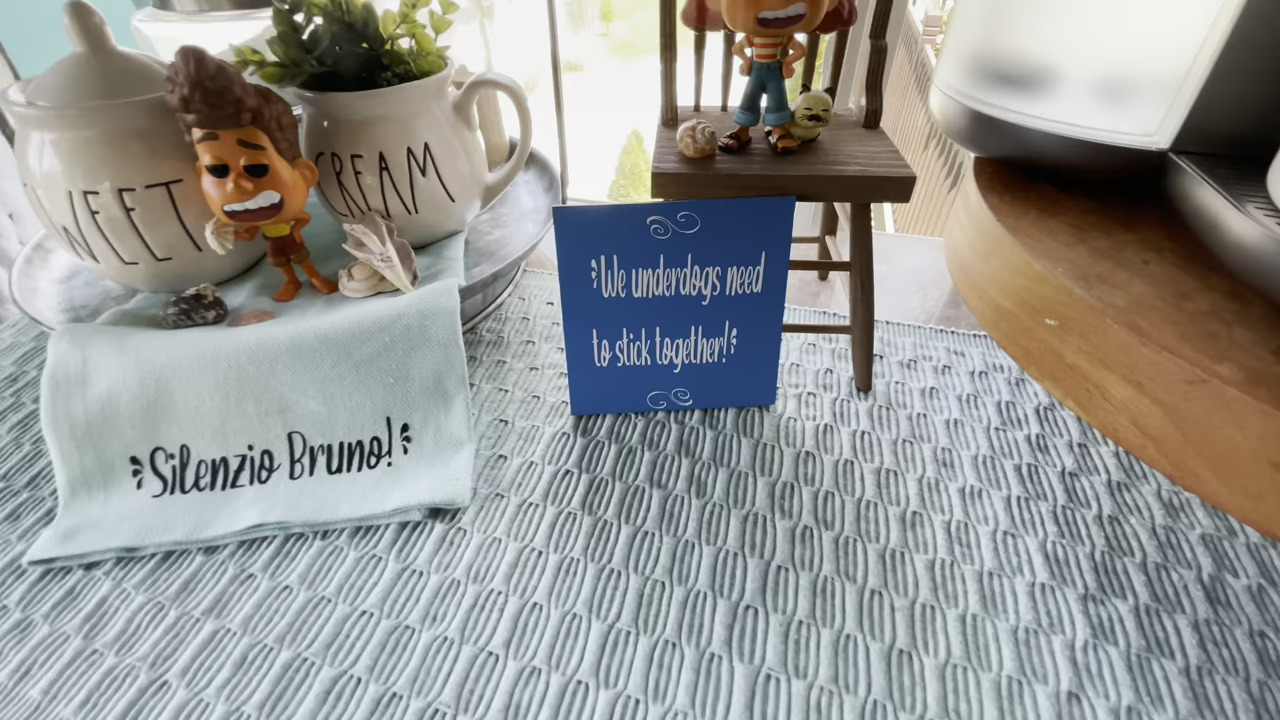 WEET
CREAM
"We underdogs need
to stick together!"
"Silenzio Bruno!"